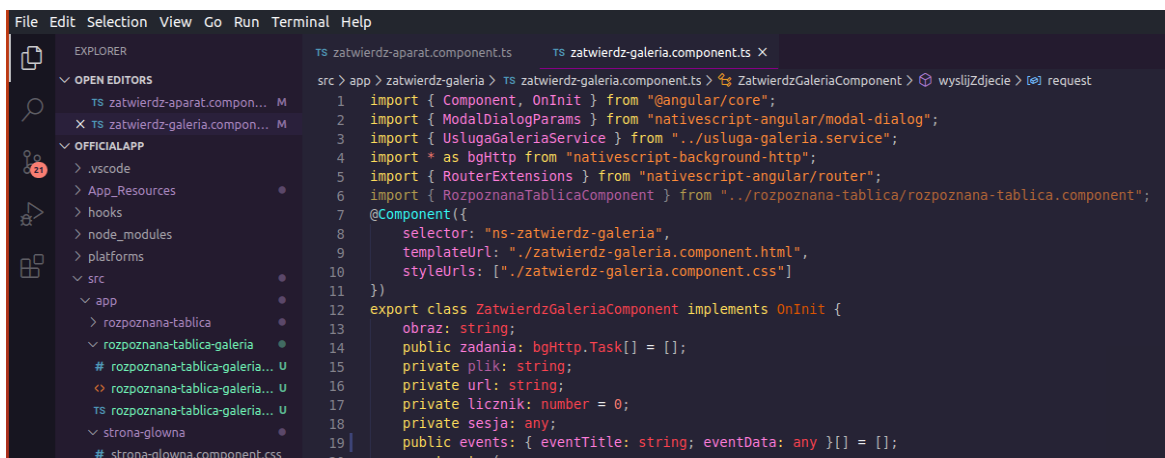 File Edit Selection View Go Run Terminal Help
EXPLORER
OPEN EDITORS
TS zatwierdz-aparat.compon... M
TS zatwierdz-galeria.compon... M
OFFICIALAPP
.vscode
App_Resources
hooks
node_modules
platforms
src
app
rozpoznana-tablica
rozpoznana-tablica-galeria
# rozpoznana-tablica-galeria... U
<> rozpoznana-tablica-galeria... U
TS rozpoznana-tablica-galeria... U
strona-glowna
# strona-glowna.component.css
21
TS zatwierdz-aparat.component.ts TS zatwierdz-galeria.component.ts
src > app > zatwierdz-galeria > TS zatwierdz-galeria.component.ts > ZatwierdzGaleriaComponent > wyslijZdjecie > request
1 import { Component, OnInit } from "@angular/core";
2 import { ModalDialogParams } from "nativescript-angular/modal-dialog";
3 import { UslugaGaleriaService } from "../usluga-galeria.service";
4 import * as bgHttp from "nativescript-background-http";
5 import { RouterExtensions } from "nativescript-angular/router";
6 import { RozpoznanaTablicaComponent } from "../rozpoznana-tablica/rozpoznana-tablica.component";
7 @Component({
8 selector: "ns-zatwierdz-galeria",
9 templateUrl: "./zatwierdz-galeria.component.html",
10 styleUrls: ["./zatwierdz-galeria.component.css"]
11 })
12 export class ZatwierdzGaleriaComponent implements OnInit {
13 obraz: string;
14 public zadania: bgHttp.Task[] = [];
15 private plik: string;
16 private url: string;
17 private licznik: number = 0;
18 private sesja: any;
19 public events: { eventTitle: string; eventData: any }[] = [];